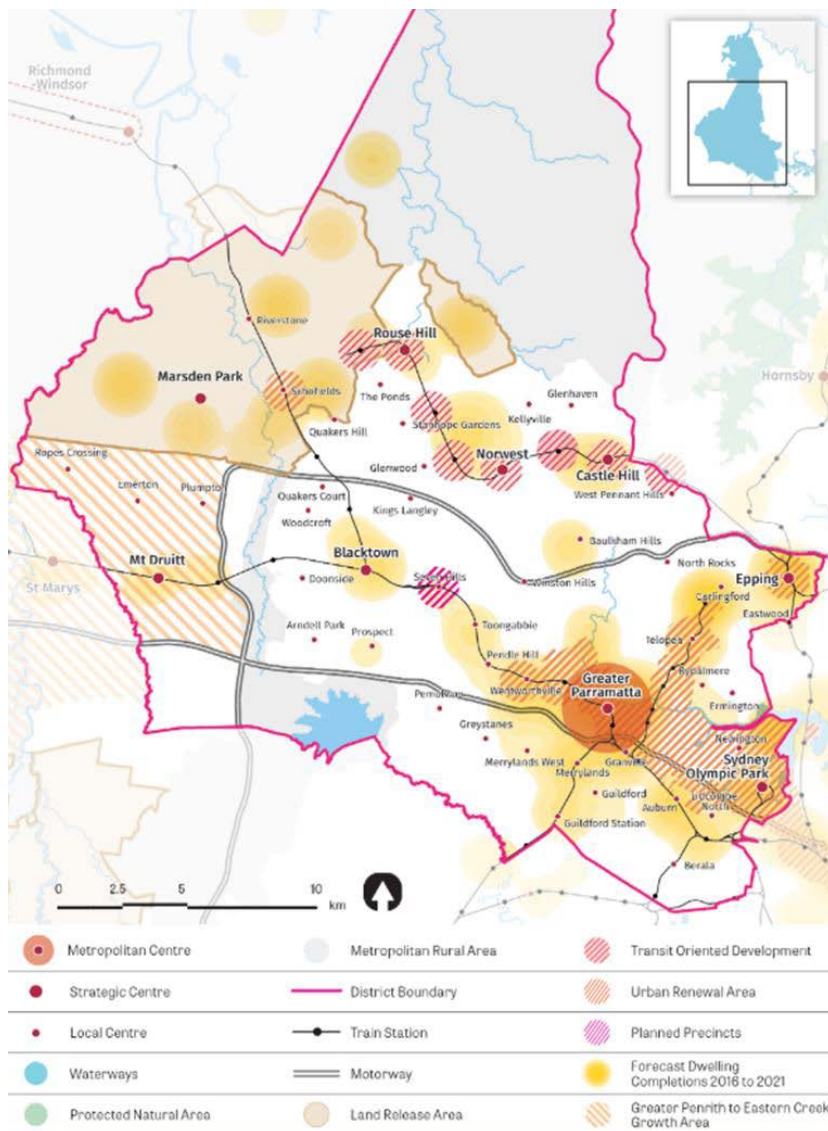 Richmond
-Windsor
Riverstone
Rouse Hill
Marsden Park
Schofields
The Ponds
Glenhaven
Kellyville
Hornsby
Stanhope Gardens
Quakers Hill
Norwest
Castle Hill
Ropes Crossing
Glenwood
Emerton
Plumpto
Quakers Court
Kings Langley
West Pennant Hills
Woodcroft
Baulkham Hills
Mt Druitt
Blacktown
North Rocks
St Marys
Doonside
Seven Hills
Winston Hills
Epping
Carlingford
Eastwood
Arndell Park
Prospect
Toongabbie
Telopea
Pendle Hill
Rydalmere
Wentworthville
Greater
Parramatta
Pemulwuy
Ermington
Greystanes
Newington
Merrylands West
Granville
Sydney
Olympic Park
Merrylands
Guildford
Auburn
Lidcombe
North
Guildford Station
Berala
0 2.5 5 10
km
Metropolitan Centre
Metropolitan Rural Area
Transit Oriented Development
Strategic Centre
District Boundary
Urban Renewal Area
Local Centre
Train Station
Planned Precincts
Waterways
Motorway
Forecast Dwelling
Completions 2016 to 2021
Protected Natural Area
Land Release Area
Greater Penrith to Eastern Creek
Growth Area